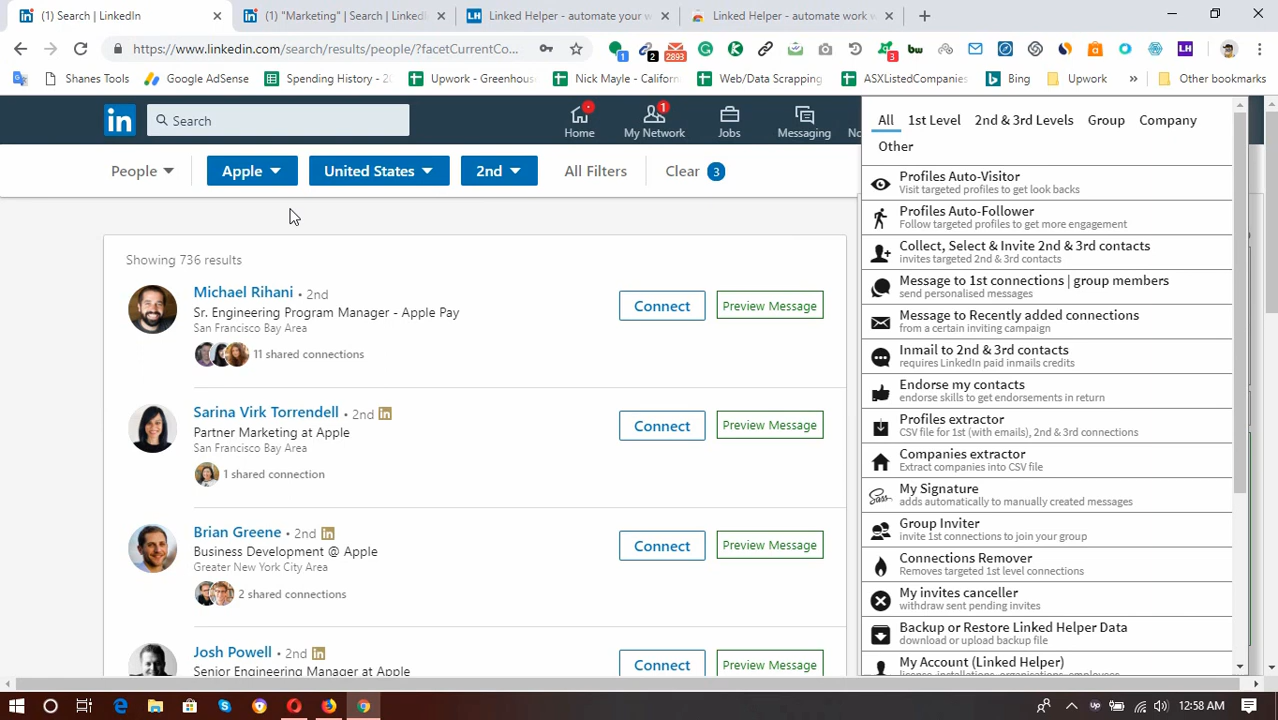 (1) Search | LinkedIn
(1) "Marketing" | Search | Linked
Linked Helper - automate your w
Linked Helper - automate work w
https://www.linkedin.com/search/results/people/?facetCurrentCo...
1
2
2893
3
bw
LH
Shanes Tools
Google AdSense
Spending History - 20
Upwork - Greenhouse
Nick Mayle - Californi
Web/Data Scrapping
ASXListedCompanies
Bing
Upwork
»
Other bookmarks
in
Search
Home
1
My Network
Jobs
Messaging
People
Apple
United States
2nd
All Filters
Clear 3
Showing 736 results
Michael Rihani • 2nd
Sr. Engineering Program Manager - Apple Pay
San Francisco Bay Area
11 shared connections
Connect
Preview Message
Sarina Virk Torrendell • 2nd in
Partner Marketing at Apple
San Francisco Bay Area
1 shared connection
Connect
Preview Message
Brian Greene • 2nd in
Business Development @ Apple
Greater New York City Area
2 shared connections
Connect
Preview Message
Josh Powell • 2nd in
Senior Engineering Manager at Apple
Connect
Preview Message
All
1st Level
2nd & 3rd Levels
Group
Company
Other
Profiles Auto-Visitor
Visit targeted profiles to get look backs
Profiles Auto-Follower
Follow targeted profiles to get more engagement
Collect, Select & Invite 2nd & 3rd contacts
invites targeted 2nd & 3rd contacts
Message to 1st connections | group members
send personalised messages
Message to Recently added connections
from a certain inviting campaign
Inmail to 2nd & 3rd contacts
requires LinkedIn paid inmails credits
Endorse my contacts
endorse skills to get endorsements in return
Profiles extractor
CSV file for 1st (with emails), 2nd & 3rd connections
Companies extractor
Extract companies into CSV file
My Signature
adds automatically to manually created messages
Group Inviter
invite 1st connections to join your group
Connections Remover
Removes targeted 1st level connections
My invites canceller
withdraw sent pending invites
Backup or Restore Linked Helper Data
download or upload backup file
My Account (Linked Helper)
12:58 AM